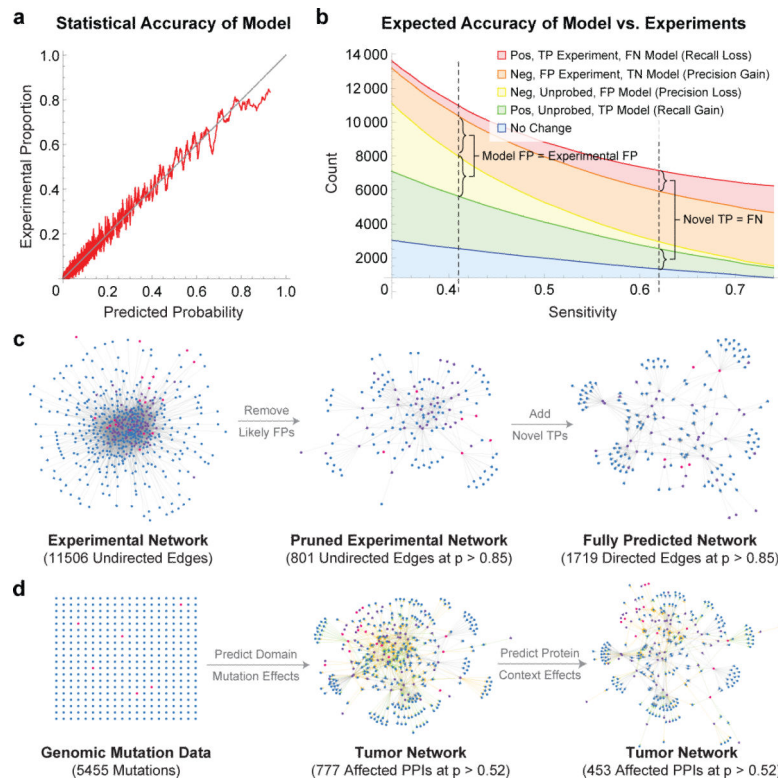 a
Statistical Accuracy of Model
Experimental Proportion
1.0
0.8
0.6
0.4
0.2
0
0.2
0.4
0.6
0.8
1.0
Predicted Probability
b
Expected Accuracy of Model vs. Experiments
Count
14 000
12 000
10 000
8 000
6000
4000
2000
0
0.4
0.5
0.6
0.7
Sensitivity
Pos, TP Experiment, FN Model (Recall Loss)
Neg, FP Experiment, TN Model (Precision Gain)
Neg, Unprobed, FP Model (Precision Loss)
Pos, Unprobed, TP Model (Recall Gain)
No Change
Model FP = Experimental FP
Novel TP = FN
c
Remove
Likely FPs
Add
Novel TPs
Experimental Network
(11506 Undirected Edges)
Pruned Experimental Network
(801 Undirected Edges at p > 0.85)
Fully Predicted Network
(1719 Directed Edges at p > 0.85)
d
Predict Domain
Mutation Effects
Predict Protein
Context Effects
Genomic Mutation Data
(5455 Mutations)
Tumor Network
(777 Affected PPIs at p > 0.52)
Tumor Network
(453 Affected PPIs at p > 0.52)